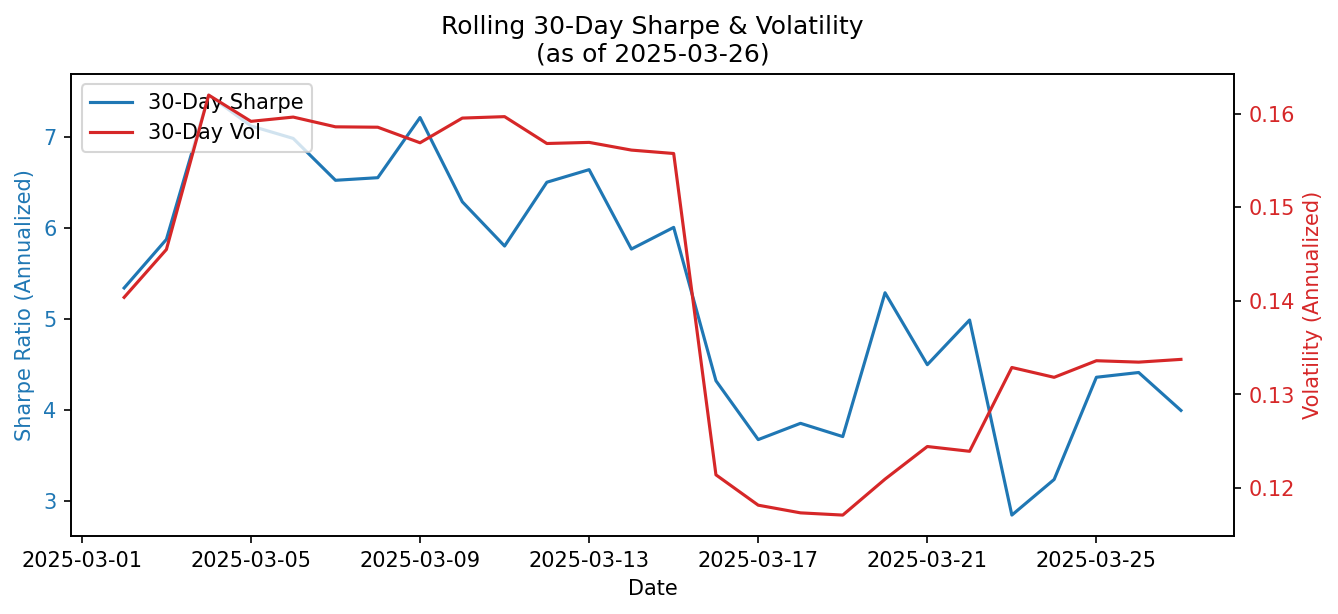 Rolling 30-Day Sharpe & Volatility
(as of 2025-03-26)
30-Day Sharpe
30-Day Vol
Sharpe Ratio (Annualized)
7
6
5
4
3
Volatility (Annualized)
0.16
0.15
0.14
0.13
0.12
2025-03-01
2025-03-05
2025-03-09
2025-03-13
2025-03-17
2025-03-21
2025-03-25
Date